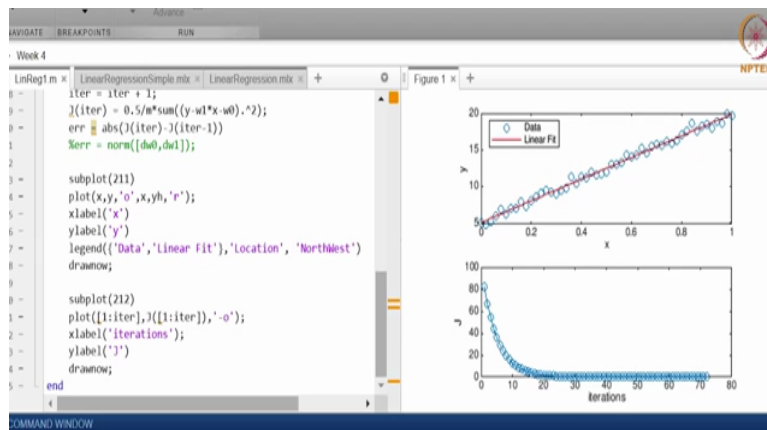 Advance
NAVIGATE BREAKPOINTS RUN
NPTEL
Week 4
LinReg1.m × LinearRegressionSimple.mlx × LinearRegression.mlx × +
Figure 1 × +
iter = iter + 1;
J(iter) = 0.5/m*sum((y-w1*x-w0).^2);
err = abs(J(iter)-J(iter-1))
%err = norm([dw0,dw1]);
subplot(211)
plot(x,y,'o',x,yh,'r');
xlabel('x')
ylabel('y')
legend({'Data','Linear Fit'},'Location', 'NorthWest')
drawnow;
subplot(212)
plot([1:iter],J([1:iter]),'-o');
xlabel('iterations');
ylabel('J')
drawnow;
end
20
15
10
5
y
Data
Linear Fit
0 0.2 0.4 0.6 0.8 1
x
100
80
60
40
20
0
J
0 10 20 30 40 50 60 70 80
iterations
COMMAND WINDOW